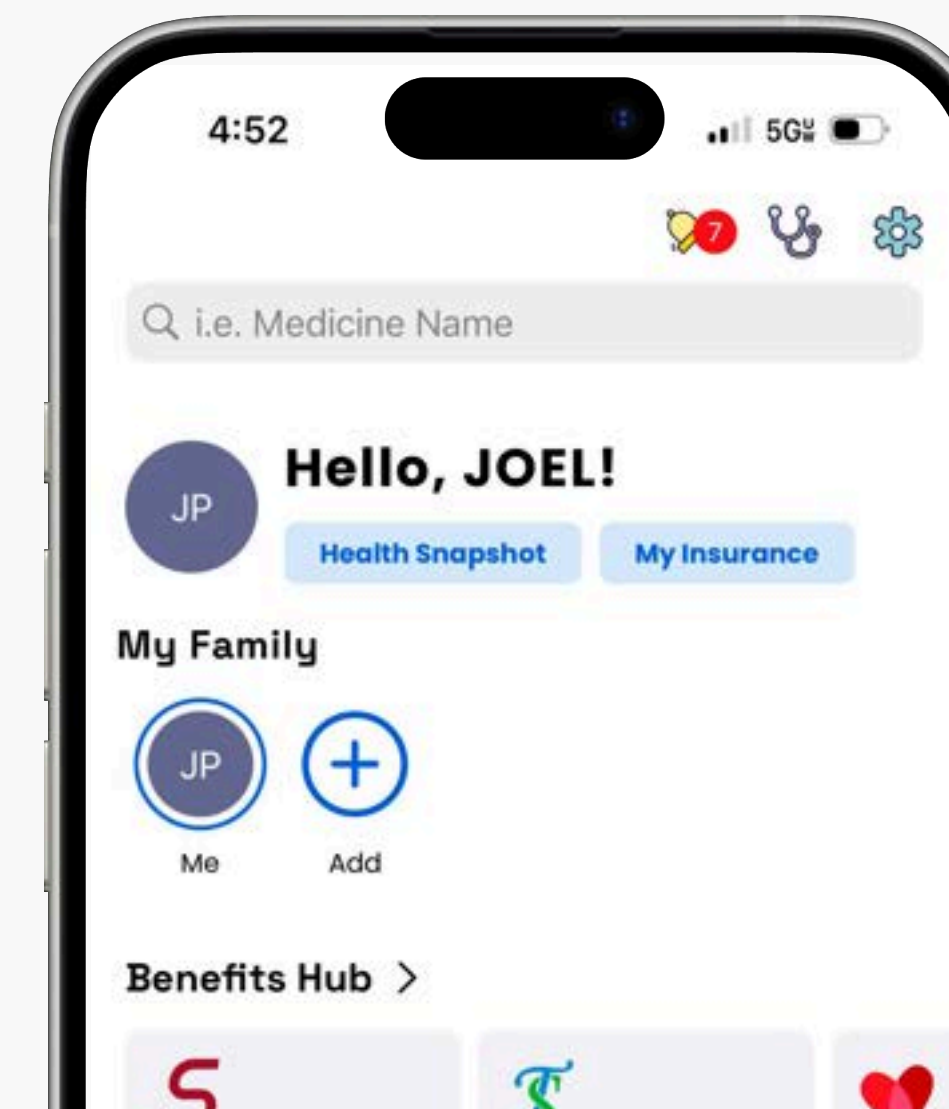 4:52
5G UW
7
i.e. Medicine Name
JP
Hello, JOEL!
Health Snapshot
My Insurance
My Family
JP
Me
Add
Benefits Hub